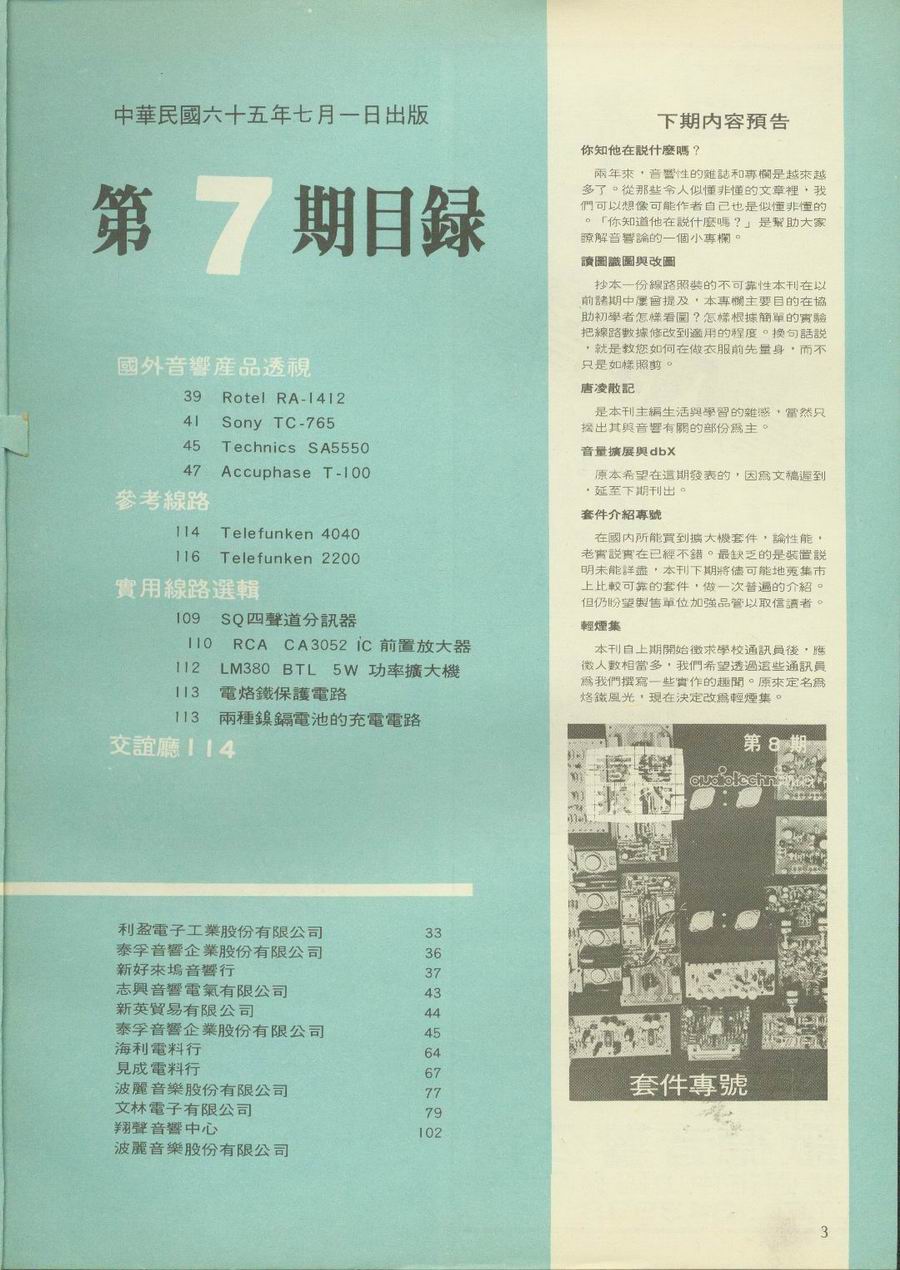 中華民國六十五年七月一日出版
第 7 期目録
國外音響産品透視
39 Rotel RA-1412
41 Sony TC-765
45 Technics SA5550
47 Accuphase T-100
參考線路
114 Telefunken 4040
116 Telefunken 2200
實用線路選輯
109 SQ四聲道分訊器
110 RCA CA3052 IC 前置放大器
112 LM380 BTL 5W 功率擴大機
113 電烙鐵保護電路
113 兩種鎳鎘電池的充電電路
交誼廳114
利盈電子工業股份有限公司 33
泰孚音響企業股份有限公司 36
新好來塢音響行 37
志興音響電氣有限公司 43
新英貿易有限公司 44
泰孚音響企業股份有限公司 45
海利電料行 64
見成電料行 67
波麗音樂股份有限公司 77
文林電子有限公司 79
翔聲音響中心 102
波麗音樂股份有限公司
下期内容預告
你知他在説什麼嗎？
兩年來，音響性的雜誌和專欄是越來越
多了。從那些令人似懂非懂的文章裡，我
們可以想像可能作者自己也是似懂非懂的
。「你知道他在説什麼嗎？」是幫助大家
瞭解音響論的一個小專欄。
讀圖識圖與改圖
抄本一份線路照裝的不可靠性本刊在以
前諸期中屢曾提及，本專欄主要目的在協
助初學者怎樣看圖？怎樣根據簡單的實驗
把線路數據修改到適用的程度。換句話説
，就是教您如何在做衣服前先量身，而不
只是如樣照剪。
唐凌散記
是本刊主編生活與學習的雜感，當然只
摘出其與音響有關的部份爲主。
音量擴展與dbX
原本希望在這期發表的，因爲文稿遲到
，延至下期刊出。
套件介紹專號
在國内所能買到擴大機套件，論性能，
老實説實在已經不錯。最缺乏的是裝置説
明未能詳盡，本刊下期將儘可能地蒐集市
上比較可靠的套件，做一次普遍的介紹。
但仍盼望製售單位加強品管以取信讀者。
輕煙集
本刊自上期開始徵求學校通訊員後，應
徵人數相當多，我們希望透過這些通訊員
爲我們撰寫一些實作的趣聞。原來定名爲
烙鐵風光，現在決定改爲輕煙集。
第 8 期
audiotechnique
套件專號
3